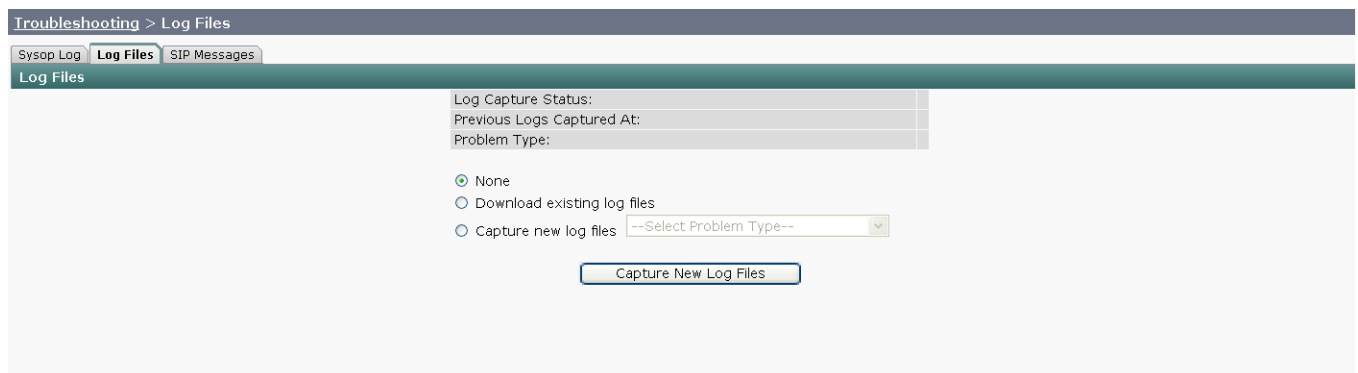 Troubleshooting > Log Files
Sysop Log Log Files SIP Messages
Log Files
Log Capture Status:
Previous Logs Captured At:
Problem Type:
None
Download existing log files
Capture new log files --Select Problem Type--
Capture New Log Files